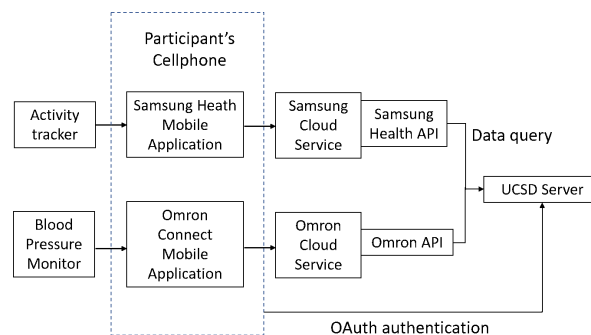 Participant's
Cellphone
Activity
tracker
Samsung Heath
Mobile
Application
Samsung
Cloud
Service
Samsung
Health API
Data query
UCSD Server
Blood
Pressure
Monitor
Omron
Connect
Mobile
Application
Omron
Cloud
Service
Omron API
OAuth authentication